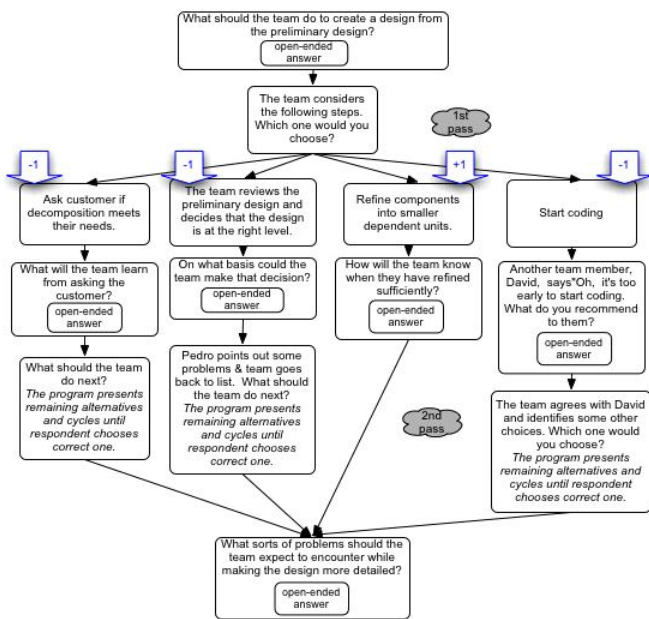 What should the team do to create a design from
the preliminary design?
open-ended
answer
The team considers
the following steps.
Which one would you
choose?
1st
pass
-1
-1
+1
-1
Ask customer if
decomposition meets
their needs.
The team reviews the
preliminary design and
decides that the design
is at the right level.
Refine components
into smaller
dependent units.
Start coding
What will the team learn
from asking the
customer?
open-ended
answer
On what basis could the
team make that decision?
open-ended
answer
How will the team know
when they have refined
sufficiently?
open-ended
answer
Another team member,
David, says"Oh, it's too
early to start coding.
What do you recommend
to them?
open-ended
answer
What should the team
do next?
The program presents
remaining alternatives
and cycles until
respondent chooses
correct one.
Pedro points out some
problems & team goes
back to list. What should
the team do next?
The program presents
remaining alternatives
and cycles until
respondent chooses
correct one.
2nd
pass
The team agrees with David
and identifies some other
choices. Which one would
you choose?
The program presents
remaining alternatives and
cycles until respondent
chooses correct one.
What sorts of problems should the
team expect to encounter while
making the design more detailed?
open-ended
answer